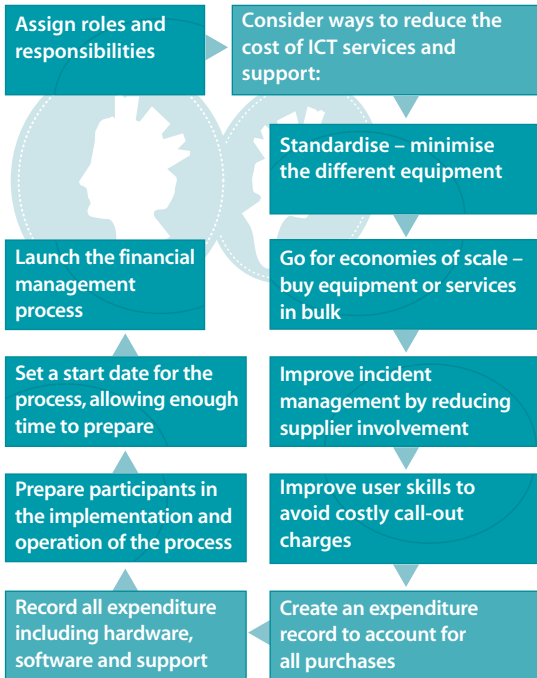 Assign roles and
responsibilities
Consider ways to reduce the
cost of ICT services and
support:
Standardise – minimise
the different equipment
Go for economies of scale –
buy equipment or services
in bulk
Improve incident
management by reducing
supplier involvement
Improve user skills to
avoid costly call-out
charges
Create an expenditure
record to account for
all purchases
Record all expenditure
including hardware,
software and support
Prepare participants in
the implementation and
operation of the process
Set a start date for the
process, allowing enough
time to prepare
Launch the financial
management
process